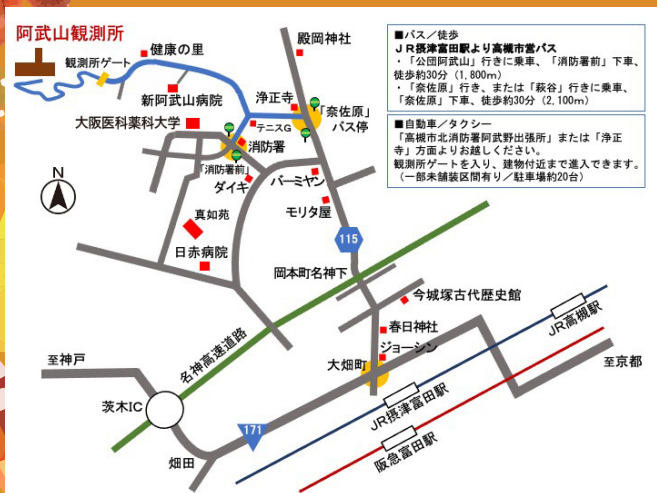 阿武山観測所
観測所ゲート
健康の里
殿岡神社
新阿武山病院
浄正寺
「奈佐原」
バス停
大阪医科薬科大学
テニスG
消防署
「消防署前」
ダイキ
バーミヤン
モリタ屋
N
真如苑
日赤病院
115
岡本町名神下
今城塚古代歴史館
春日神社
ジョーシン
大畑町
JR高槻駅
至神戸
名神高速道路
至京都
茨木IC
JR摂津富田駅
171
阪急富田駅
畑田
■バス／徒歩
ＪＲ摂津富田駅より高槻市営バス
・「公団阿武山」行きに乗車、「消防署前」下車、
徒歩約30分（1,800m）
・「奈佐原」行き、または「萩谷」行きに乗車、
「奈佐原」下車、徒歩約30分（2,100m）
■自動車／タクシー
「高槻市北消防署阿武野出張所」または「浄正
寺」方面よりお越しください。
観測所ゲートを入り、建物付近まで進入できます。
（一部未舗装区間有り／駐車場約20台）